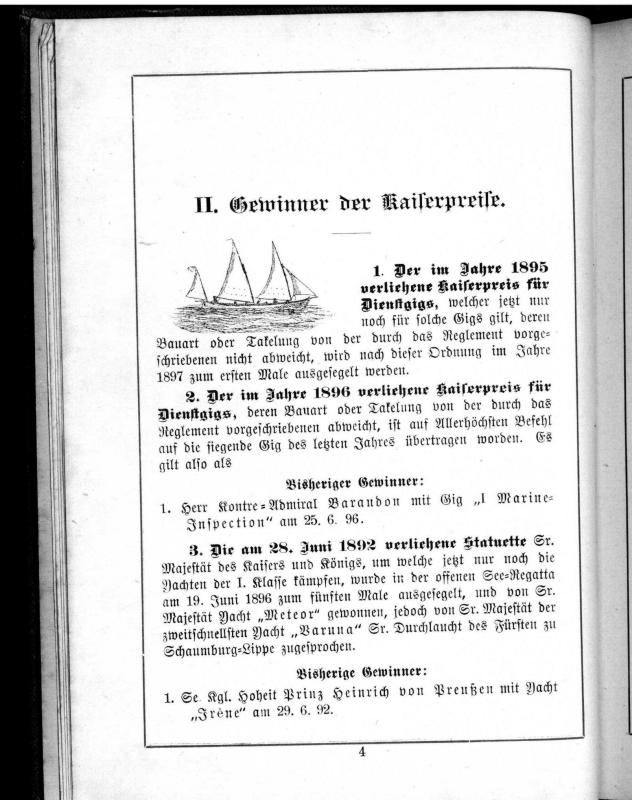 II. Gewinner der Kaiserpreise.
1. Der im Jahre 1895
verliehene Kaiserpreis für
Dienstgigs, welcher jetzt nur
noch für solche Gigs gilt, deren
Bauart oder Takelung von der durch das Reglement vorge-
schriebenen nicht abweicht, wird nach dieser Ordnung im Jahre
1897 zum ersten Male ausgesegelt werden.
2. Der im Jahre 1896 verliehene Kaiserpreis für
Dienstgigs, deren Bauart oder Takelung von der durch das
Reglement vorgeschriebenen abweicht, ist auf Allerhöchsten Befehl
auf die siegende Gig des letzten Jahres übertragen worden. Es
gilt also als
Bisheriger Gewinner:
1. Herr Kontre-Admiral Barandon mit Gig „I Marine-
Inspection“ am 25. 6. 96.
3. Die am 28. Juni 1892 verliehene Statuette Sr.
Majestät des Kaisers und Königs, um welche jetzt nur noch die
Yachten der I. Klasse kämpfen, wurde in der offenen See-Regatta
am 19. Juni 1896 zum fünften Male ausgesegelt, und von Sr.
Majestät Yacht „Meteor“ gewonnen, jedoch von Sr. Majestät der
zweitschnellsten Yacht „Varuna“ Sr. Durchlaucht des Fürsten zu
Schaumburg-Lippe zugesprochen.
Bisherige Gewinner:
1. Se. Kgl. Hoheit Prinz Heinrich von Preußen mit Yacht
„Irène“ am 29. 6. 92.
4